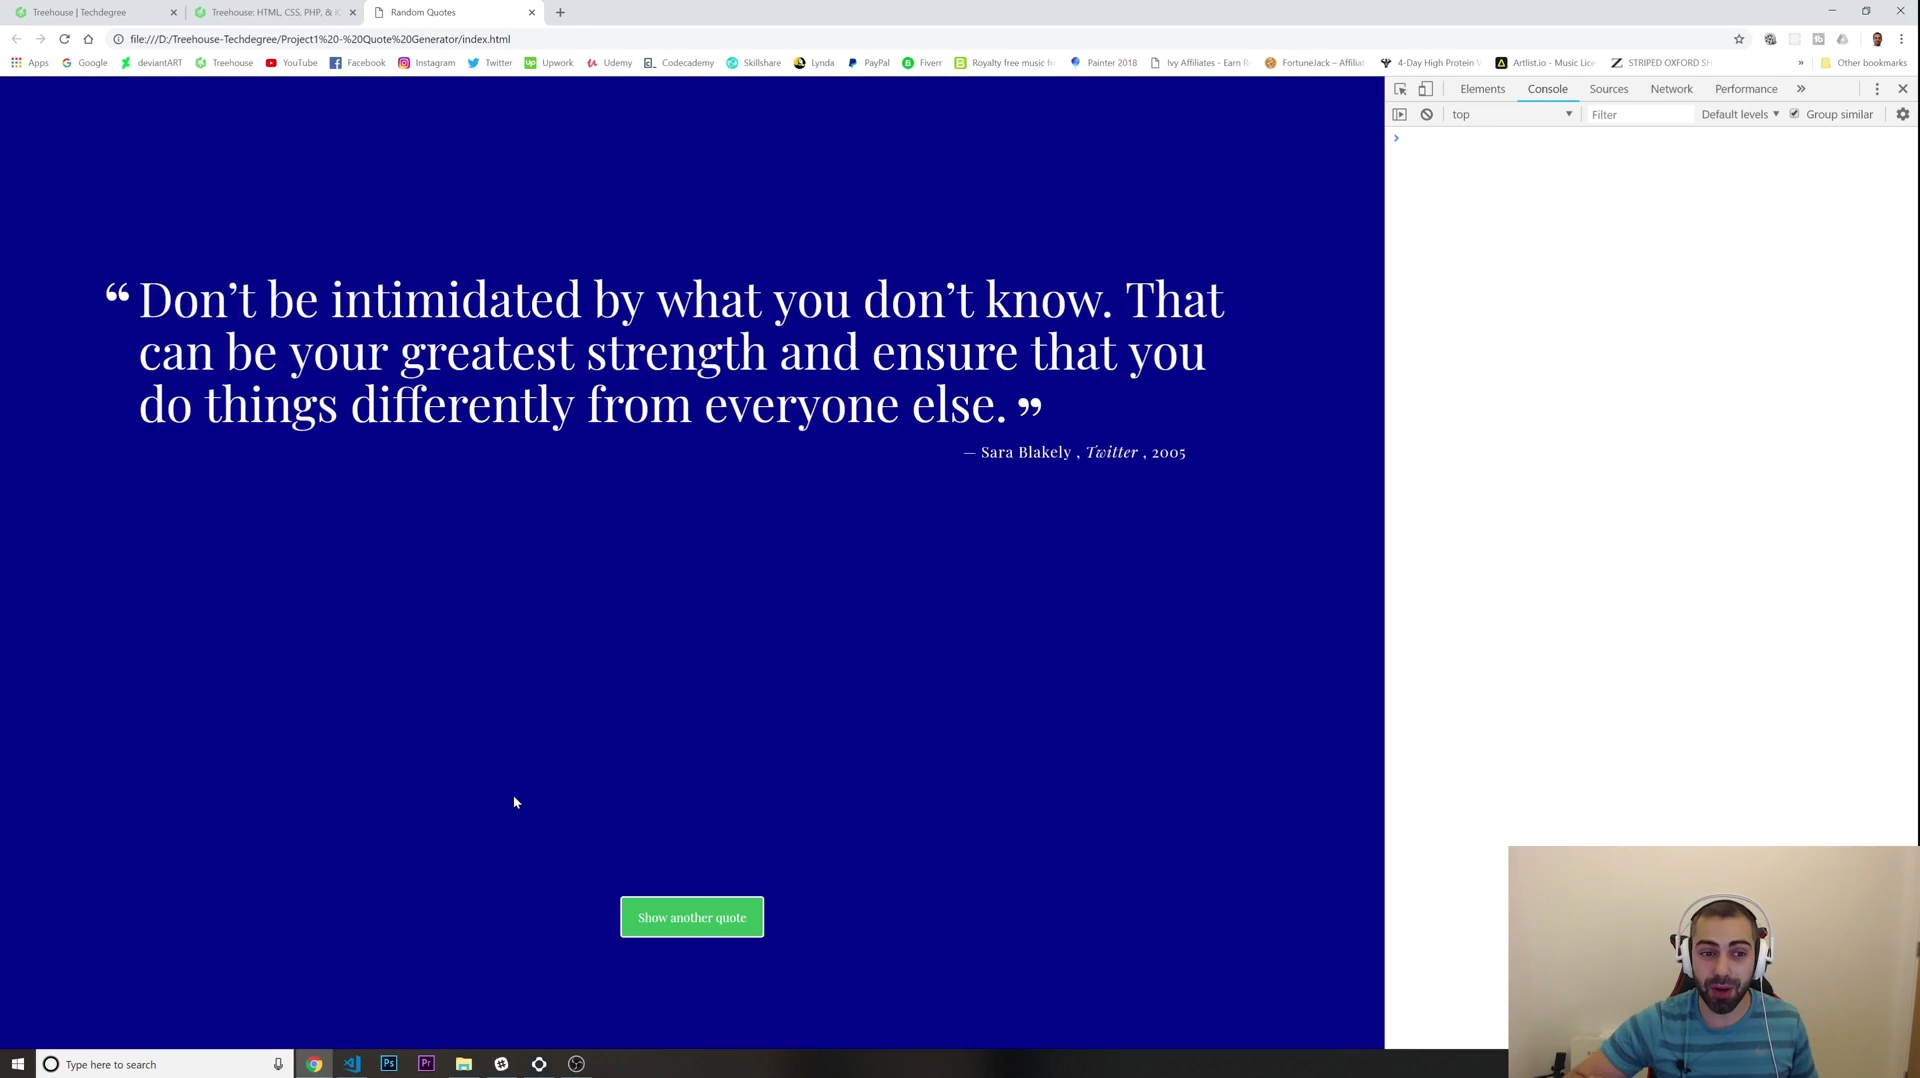 Treehouse | Techdegree
Treehouse: HTML, CSS, PHP, & iO
Random Quotes
file:///D:/Treehouse-Techdegree/Project1%20-%20Quote%20Generator/index.html
Apps Google deviantART Treehouse YouTube Facebook Instagram Twitter Upwork Udemy Codecademy Skillshare Lynda PayPal Fiverr Royalty free music fr Painter 2018 Ivy Affiliates - Earn R FortuneJack – Affiliat 4-Day High Protein Artlist.io - Music Lice STRIPED OXFORD SH » Other bookmarks
Elements Console Sources Network Performance »
top Filter Default levels Group similar
“ Don’t be intimidated by what you don’t know. That
can be your greatest strength and ensure that you
do things differently from everyone else. ”
— Sara Blakely , Twitter , 2005
Show another quote
Type here to search
Ps Pr